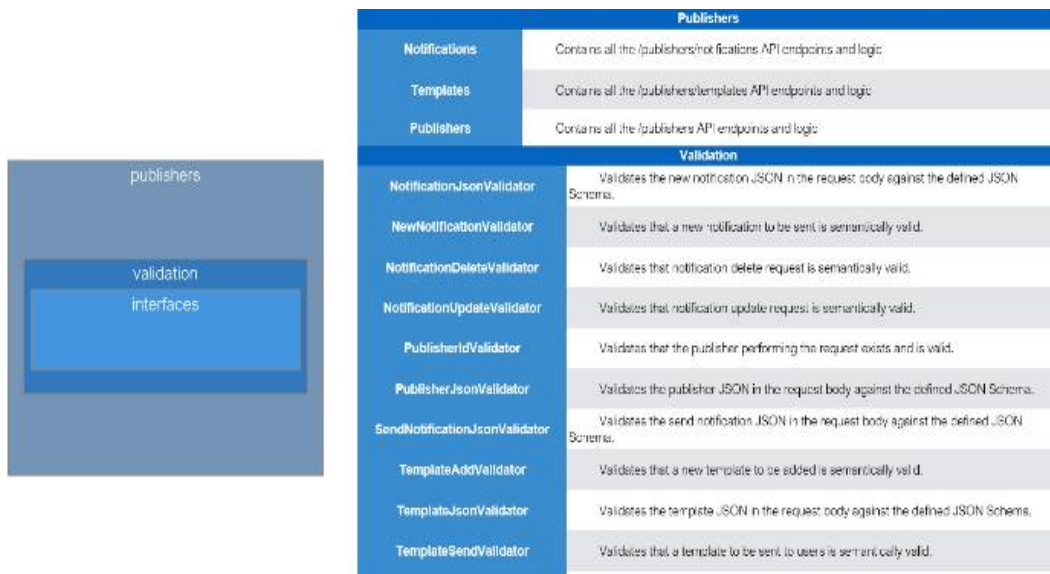 publishers
validation
interfaces
Publishers
Notifications Contains all the /publishers/notifications API endpoints and logic
Templates Contains all the /publishers/templates API endpoints and logic
Publishers Contains all the /publishers API endpoints and logic
Validation
NotificationJsonValidator Validates the new notification JSON in the request body against the defined JSON
Schema.
NewNotificationValidator Validates that a new notification to be sent is semantically valid.
NotificationDeleteValidator Validates that notification delete request is semantically valid.
NotificationUpdateValidator Validates that notification update request is semantically valid.
PublisherIdValidator Validates that the publisher performing the request exists and is valid.
PublisherJsonValidator Validates the publisher JSON in the request body against the defined JSON Schema.
SendNotificationJsonValidator Validates the send notification JSON in the request body against the defined JSON
Schema.
TemplateAddValidator Validates that a new template to be added is semantically valid.
TemplateJsonValidator Validates the template JSON in the request body against the defined JSON Schema.
TemplateSendValidator Validates that a template to be sent to users is semantically valid.